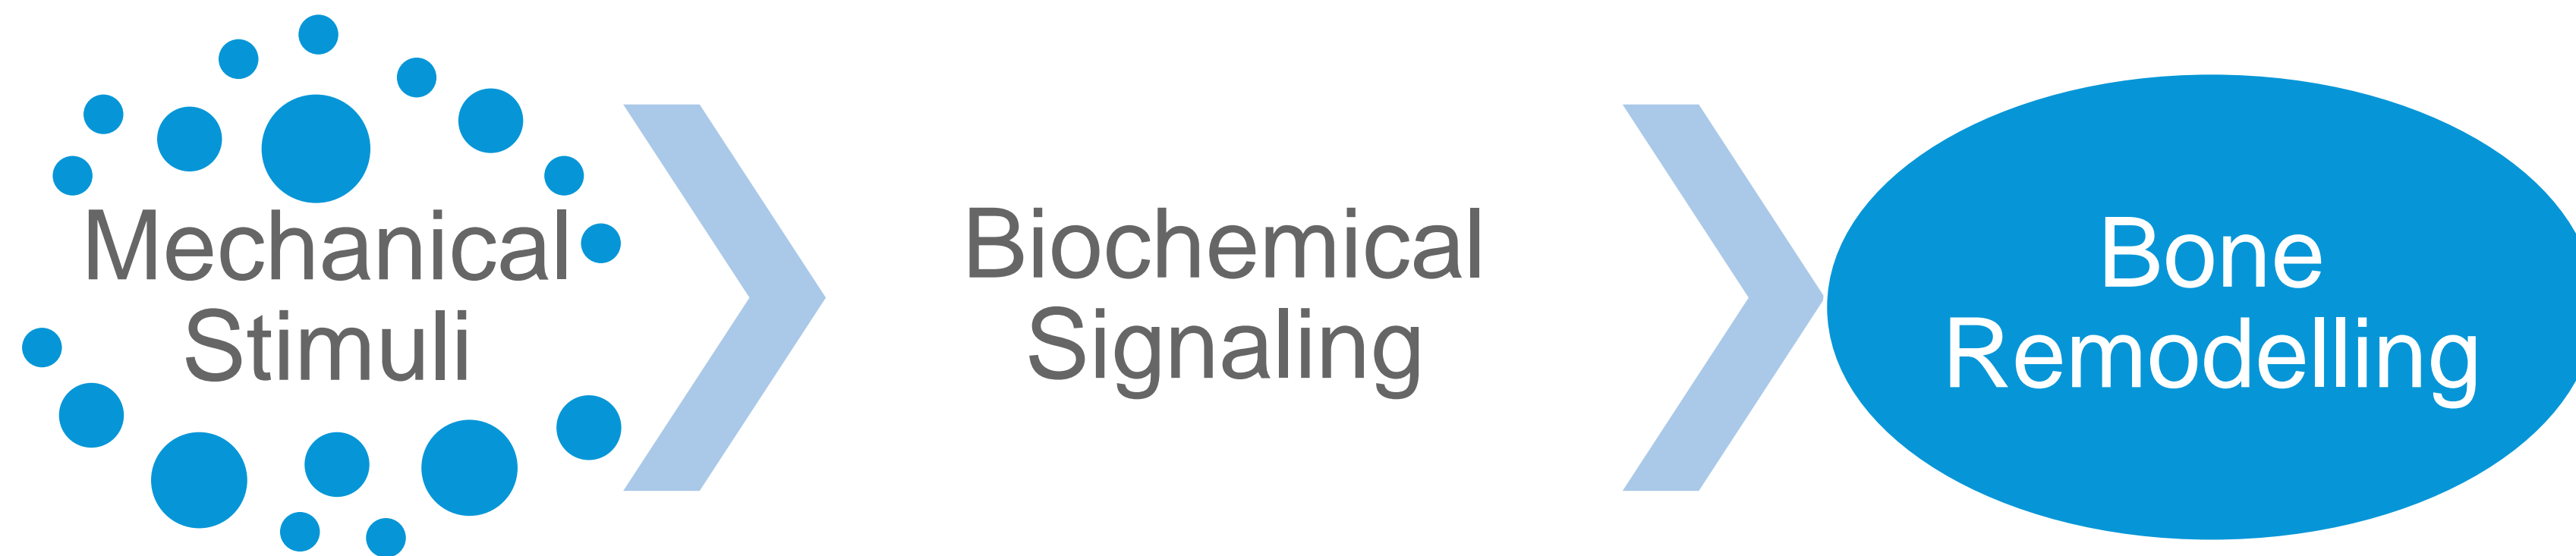 Mechanical
Stimuli
Biochemical
Signaling
Bone
Remodelling